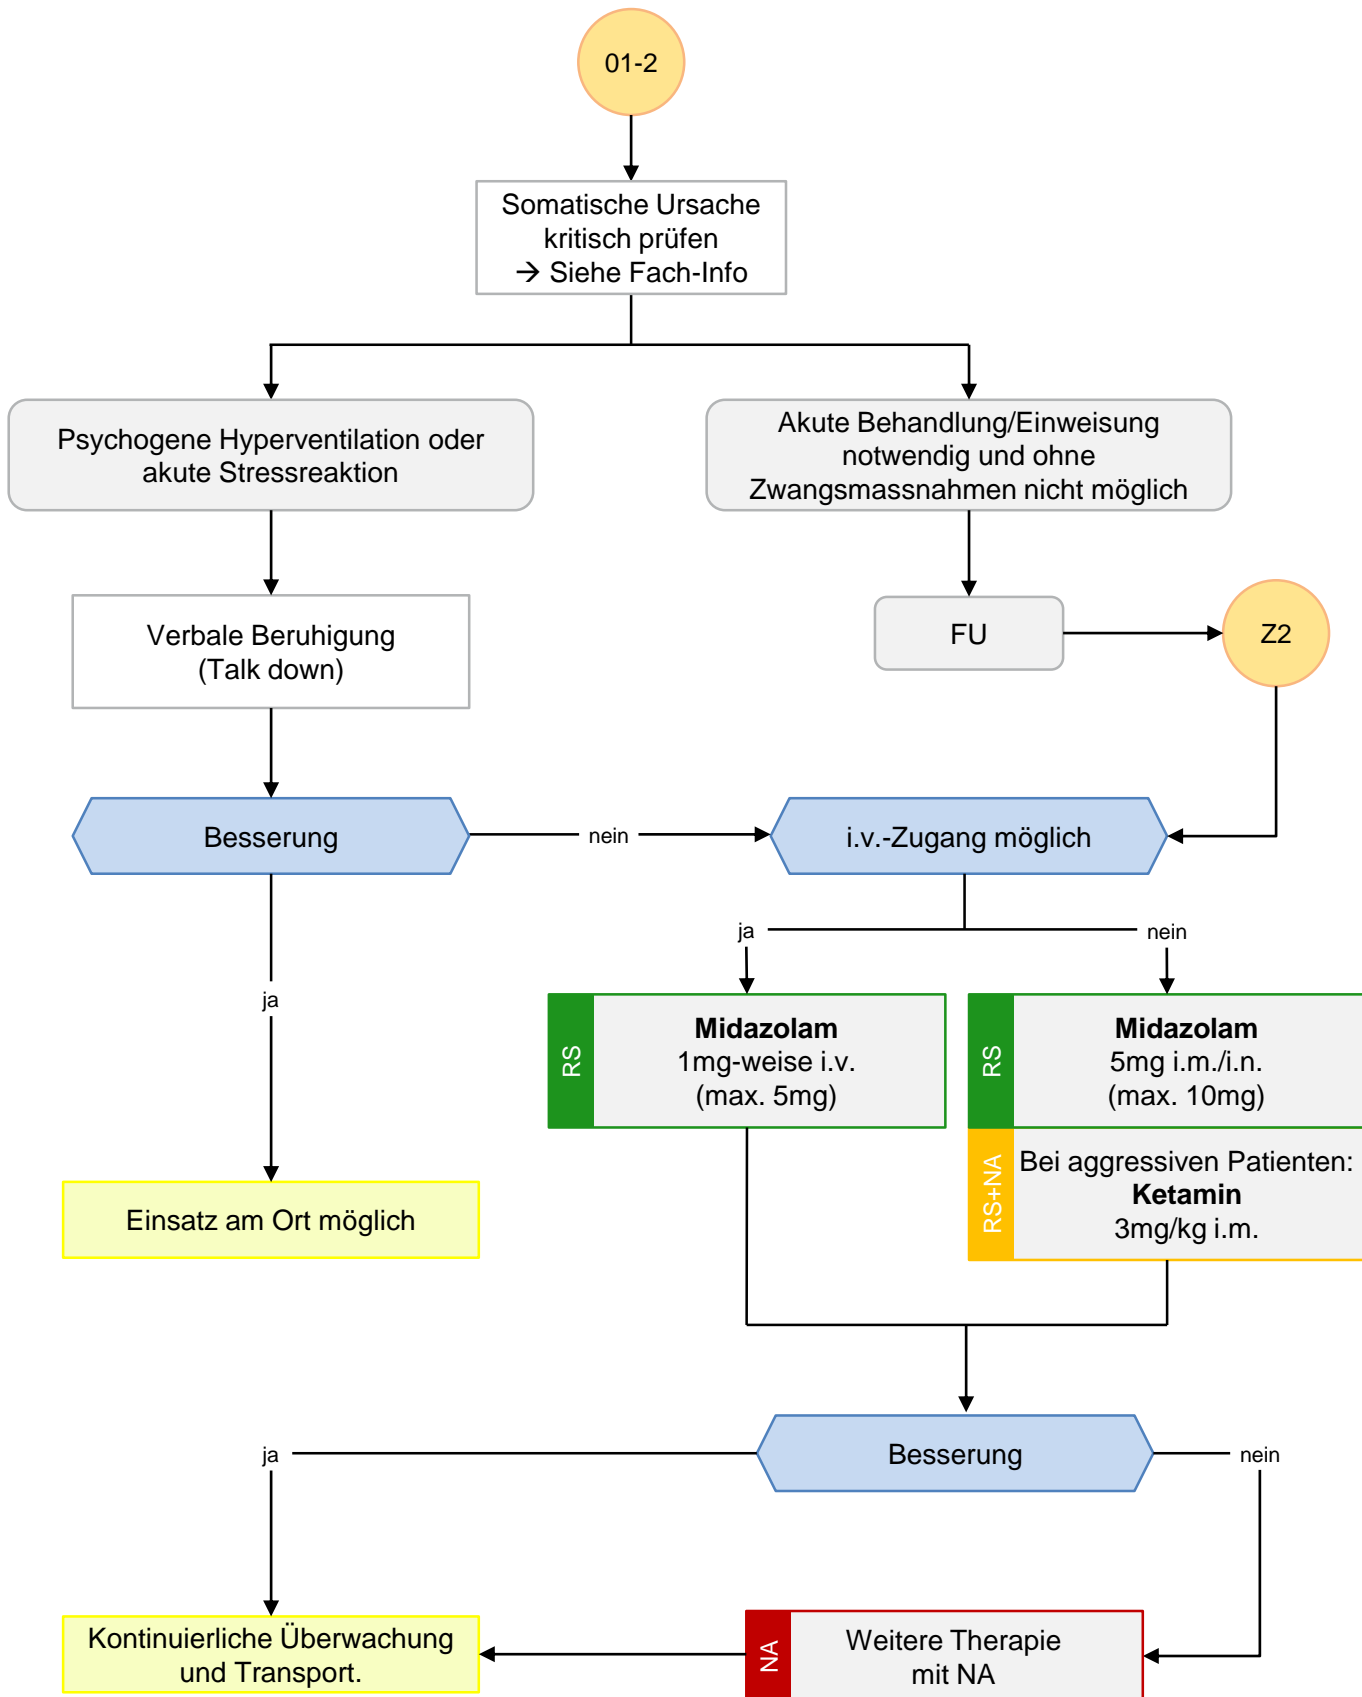 01-2
Somatische Ursache
kritisch prüfen
→ Siehe Fach-Info
Psychogene Hyperventilation oder
akute Stressreaktion
Akute Behandlung/Einweisung
notwendig und ohne
Zwangsmassnahmen nicht möglich
Verbale Beruhigung
(Talk down)
FU
Z2
Besserung
nein
i.v.-Zugang möglich
ja
ja
nein
RS
Midazolam
1mg-weise i.v.
(max. 5mg)
RS
Midazolam
5mg i.m./i.n.
(max. 10mg)
RS+NA
Bei aggressiven Patienten:
Ketamin
3mg/kg i.m.
Einsatz am Ort möglich
Besserung
ja
nein
Kontinuierliche Überwachung
und Transport.
NA
Weitere Therapie
mit NA